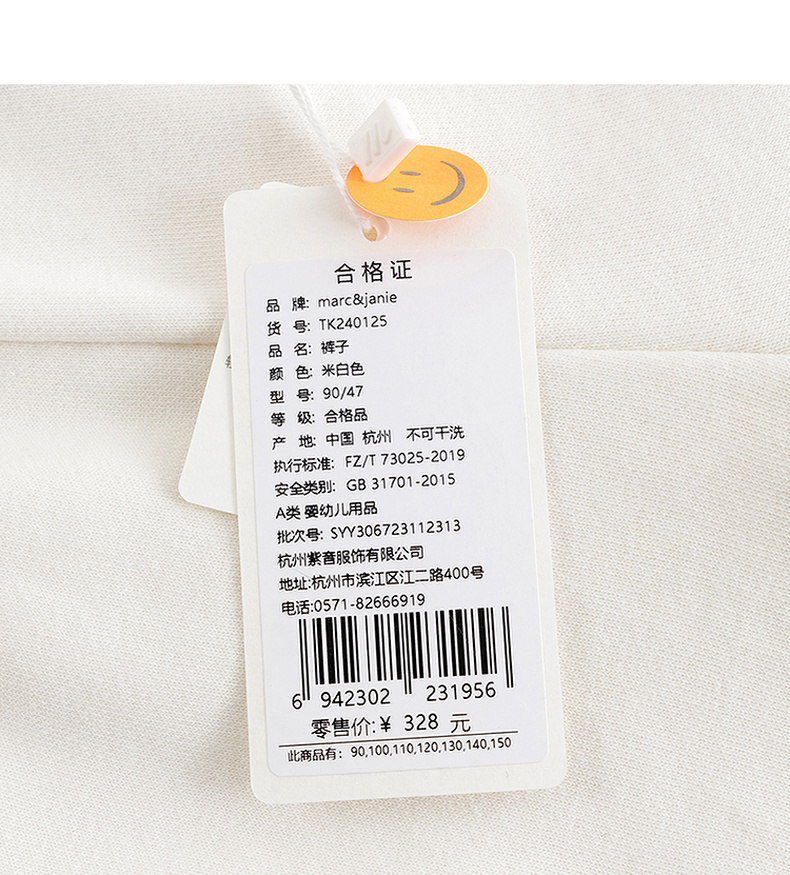 合格证
品 牌: marc&janie
货 号: TK240125
品 名: 裤子
颜 色: 米白色
型 号: 90/47
等 级: 合格品
产 地: 中国 杭州 不可干洗
执行标准: FZ/T 73025-2019
安全类别: GB 31701-2015
A类 婴幼儿用品
批次号: SYY306723112313
杭州紫音服饰有限公司
地址:杭州市滨江区江二路400号
电话:0571-82666919
6 942302 231956
零售价:¥ 328 元
此商品有: 90,100,110,120,130,140,150